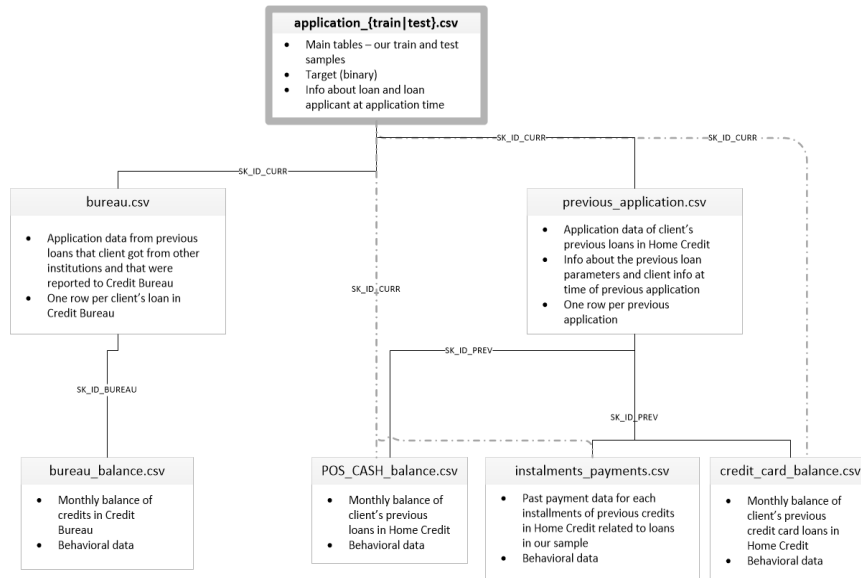 application_{train|test}.csv
• Main tables – our train and test
samples
• Target (binary)
• Info about loan and loan
applicant at application time
SK_ID_CURR
SK_ID_CURR
SK_ID_CURR
bureau.csv
• Application data from previous
loans that client got from other
institutions and that were
reported to Credit Bureau
• One row per client's loan in
Credit Bureau
previous_application.csv
• Application data of client's
previous loans in Home Credit
• Info about the previous loan
parameters and client info at
time of previous application
• One row per previous
application
SK_ID_CURR
SK_ID_PREV
SK_ID_BUREAU
SK_ID_PREV
bureau_balance.csv
• Monthly balance of
credits in Credit
Bureau
• Behavioral data
POS_CASH_balance.csv
• Monthly balance of
client's previous
loans in Home Credit
• Behavioral data
instalments_payments.csv
• Past payment data for each
installments of previous credits
in Home Credit related to loans
in our sample
• Behavioral data
credit_card_balance.csv
• Monthly balance of
client's previous
credit card loans in
Home Credit
• Behavioral data